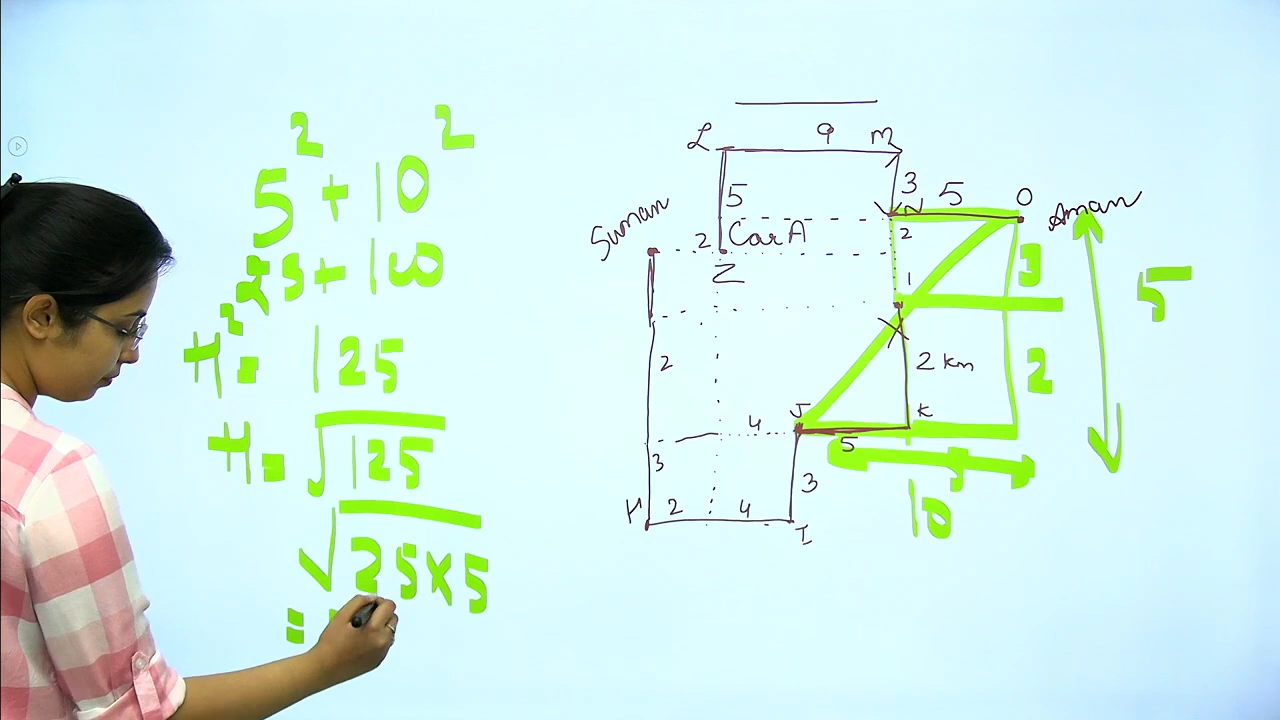 5² + 10²
25 + 100
H² = 125
H = √125
√25×5
=
L 9 M
5 3 5 O Aman
N
Suman
2 Car A 2
Z
1
3
5
X
2
2 km
2
J 4 K
5
3
3
10
H 2 4 I